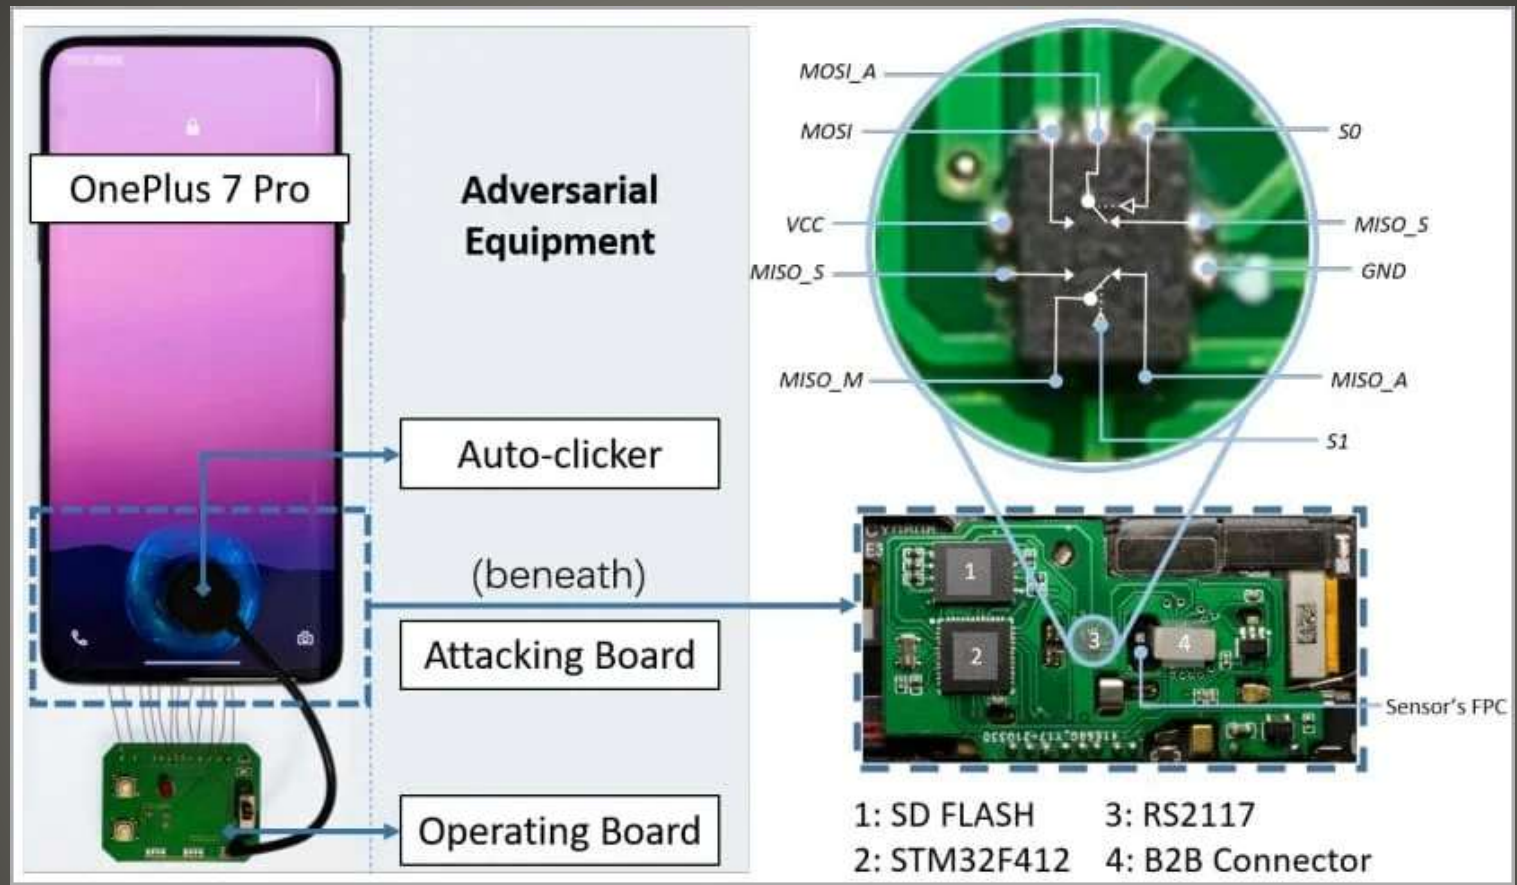 OnePlus 7 Pro
Adversarial
Equipment
Auto-clicker
(beneath)
Attacking Board
Operating Board
MOSI_A
MOSI
S0
VCC
MISO_S
MISO_S
GND
MISO_M
MISO_A
S1
1
2
3
4
Sensor's FPC
1: SD FLASH
3: RS2117
2: STM32F412
4: B2B Connector